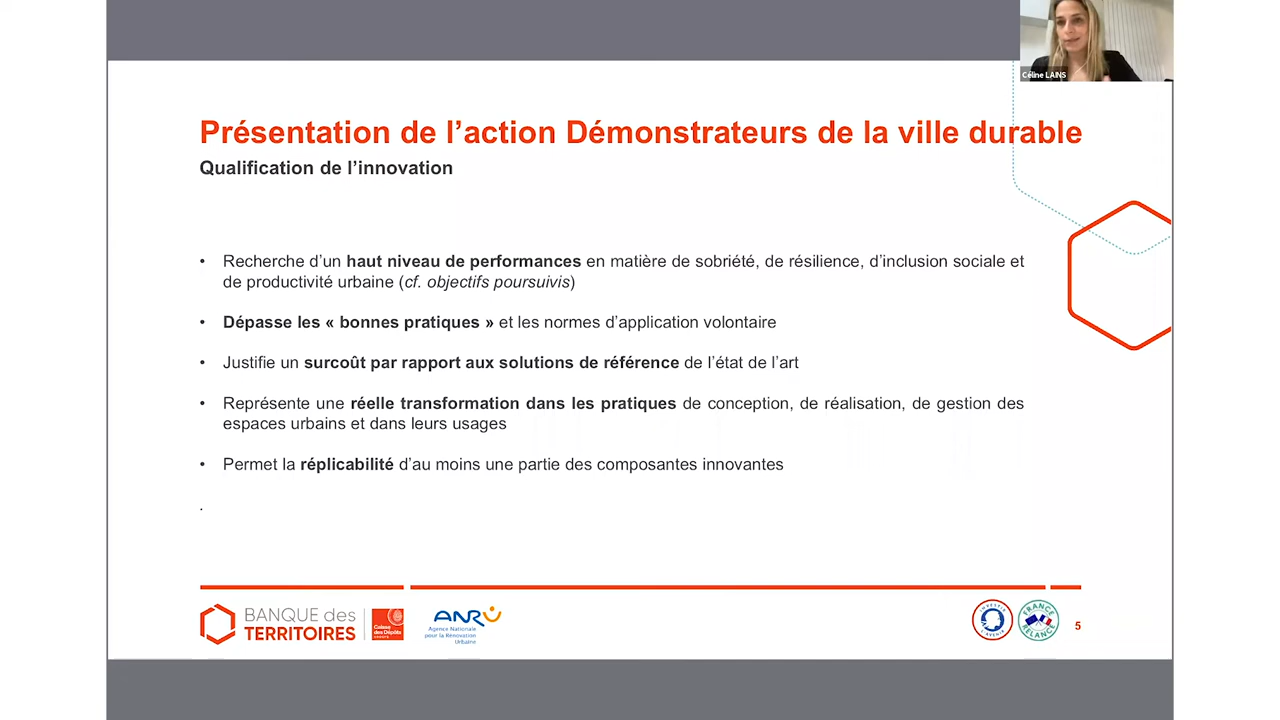 Céline LAINS
Présentation de l’action Démonstrateurs de la ville durable
Qualification de l’innovation
• Recherche d’un haut niveau de performances en matière de sobriété, de résilience, d’inclusion sociale et
de productivité urbaine (cf. objectifs poursuivis)
• Dépasse les « bonnes pratiques » et les normes d’application volontaire
• Justifie un surcoût par rapport aux solutions de référence de l’état de l’art
• Représente une réelle transformation dans les pratiques de conception, de réalisation, de gestion des
espaces urbains et dans leurs usages
• Permet la réplicabilité d’au moins une partie des composantes innovantes
.
BANQUE des
TERRITOIRES
Caisse
des Dépôts
GROUPE
ANRU
Agence Nationale
pour la Rénovation
Urbaine
INVESTIR
L'AVENIR
FRANCE
RELANCE
5